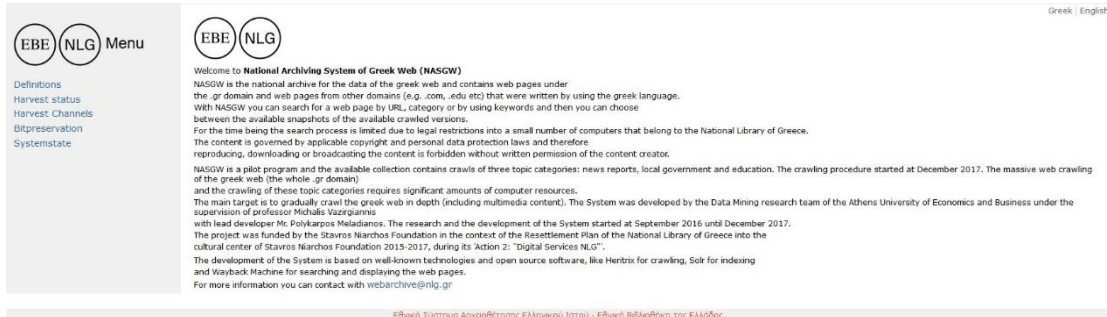 Greek | English
EBE NLG Menu
Definitions
Harvest status
Harvest Channels
Bitpreservation
Systemstate
EBE NLG
Welcome to National Archiving System of Greek Web (NASGW)
NASGW is the national archive for the data of the greek web and contains web pages under
the .gr domain and web pages from other domains (e.g. .com, .edu etc) that were written by using the greek language.
With NASGW you can search for a web page by URL, category or by using keywords and then you can choose
between the available snapshots of the available crawled versions.
For the time being the search process is limited due to legal restrictions into a small number of computers that belong to the National Library of Greece.
The content is governed by applicable copyright and personal data protection laws and therefore
reproducing, downloading or broadcasting the content is forbidden without written permission of the content creator.
NASGW is a pilot program and the available collection contains crawls of three topic categories: news reports, local government and education. The crawling procedure started at December 2017. The massive web crawling
of the greek web (the whole .gr domain)
and the crawling of these topic categories requires significant amounts of computer resources.
The main target is to gradually crawl the greek web in depth (including multimedia content). The System was developed by the Data Mining research team of the Athens University of Economics and Business under the
supervision of professor Michalis Vazirgiannis
with lead developer Mr. Polykarpos Meladianos. The research and the development of the System started at September 2016 until December 2017.
The project was funded by the Stavros Niarchos Foundation in the context of the Resettlement Plan of the National Library of Greece into the
cultural center of Stavros Niarchos Foundation 2015-2017, during its 'Action 2: "Digital Services NLG"'.
The development of the System is based on well-known technologies and open source software, like Heritrix for crawling, Solr for indexing
and Wayback Machine for searching and displaying the web pages.
For more information you can contact with webarchive@nlg.gr
Εθνικό Σύστημα Αρχειοθέτησης Ελληνικού Ιστού - Εθνική Βιβλιοθήκη της Ελλάδος